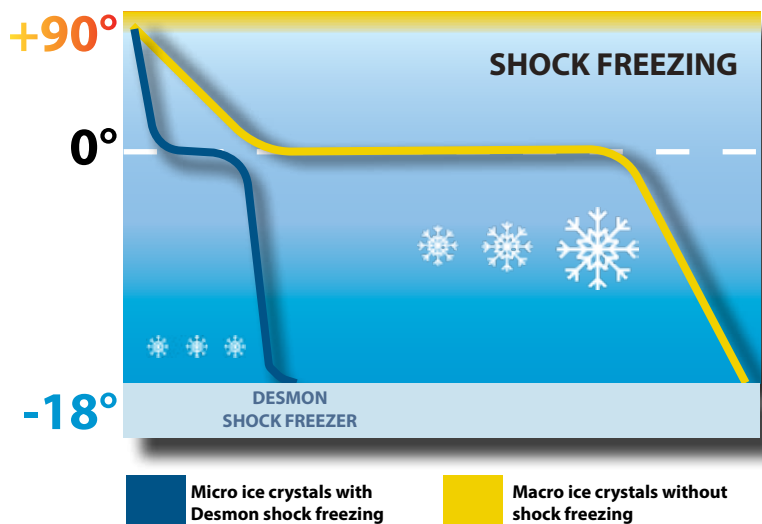 +90°
SHOCK FREEZING
0°
-18°
DESMON
SHOCK FREEZER
Micro ice crystals with
Desmon shock freezing
Macro ice crystals without
shock freezing